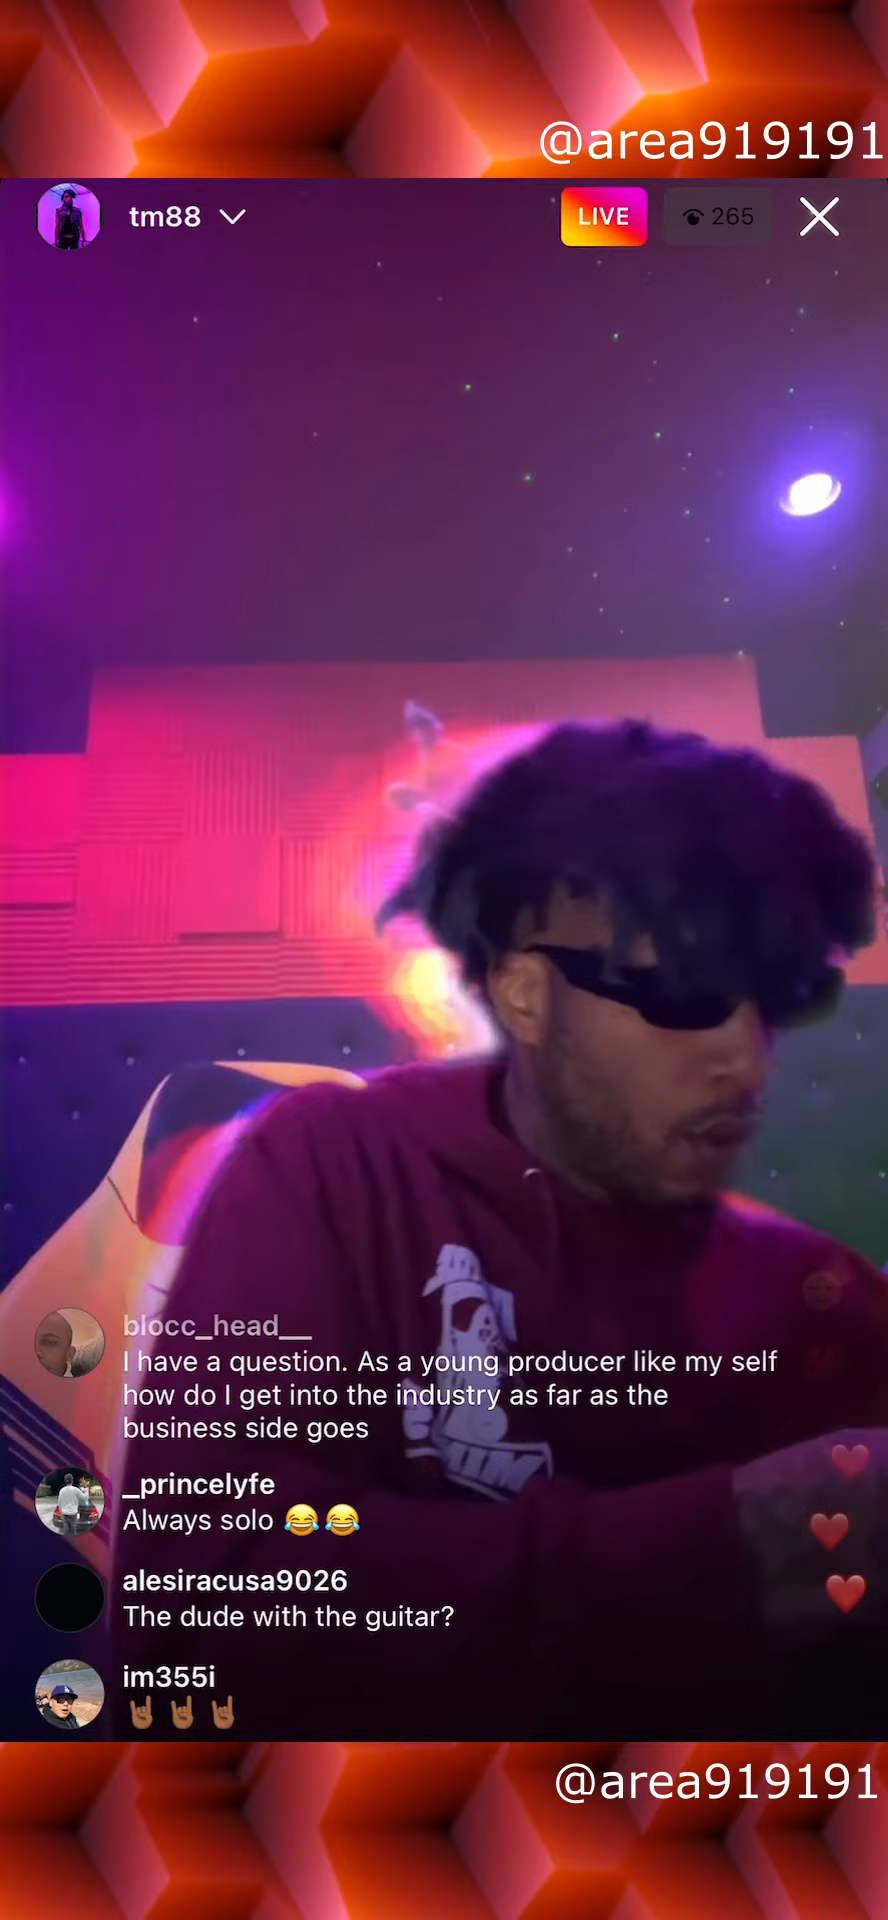 @area919191
tm88
LIVE
265
blocc_head__
I have a question. As a young producer like my self
how do I get into the industry as far as the
business side goes
_princelyfe
Always solo 😂😂
alesiracusa9026
The dude with the guitar?
im355i
🤘🏾🤘🏾🤘🏾
@area919191